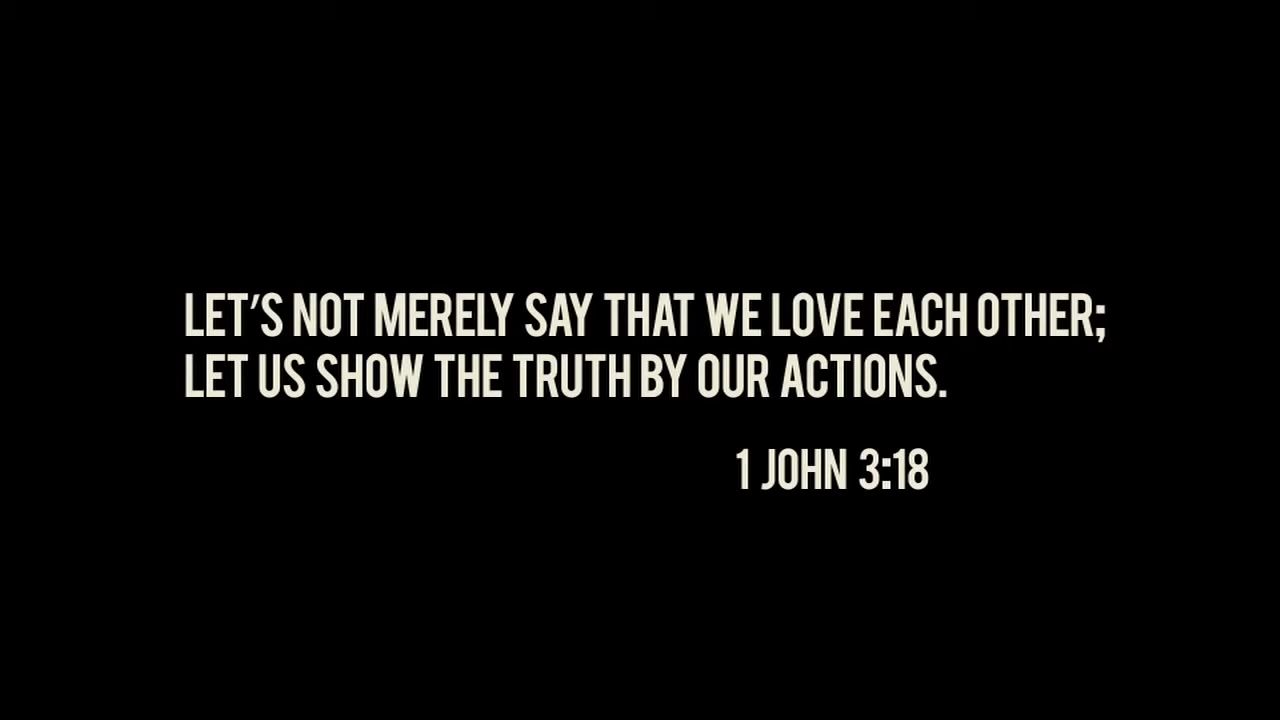 LET'S NOT MERELY SAY THAT WE LOVE EACH OTHER;
LET US SHOW THE TRUTH BY OUR ACTIONS.
1 JOHN 3:18